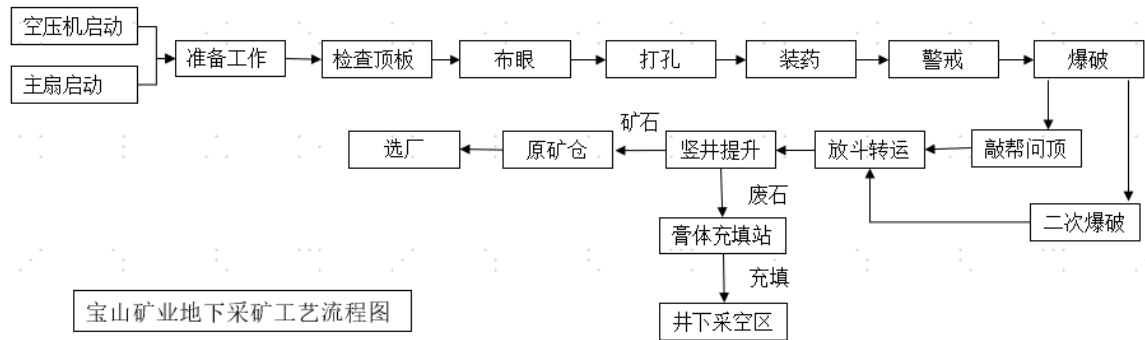 空压机启动
主扇启动
准备工作
检查顶板
布眼
打孔
装药
警戒
爆破
敲帮问顶
二次爆破
放斗转运
竖井提升
矿石
原矿仓
选厂
废石
膏体充填站
充填
井下采空区
宝山矿业地下采矿工艺流程图